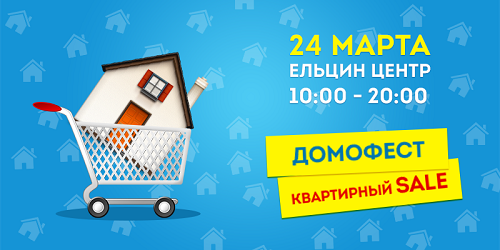 24 МАРТА
ЕЛЬЦИН ЦЕНТР
10:00 – 20:00
ДОМОФЕСТ
КВАРТИРНЫЙ SALE